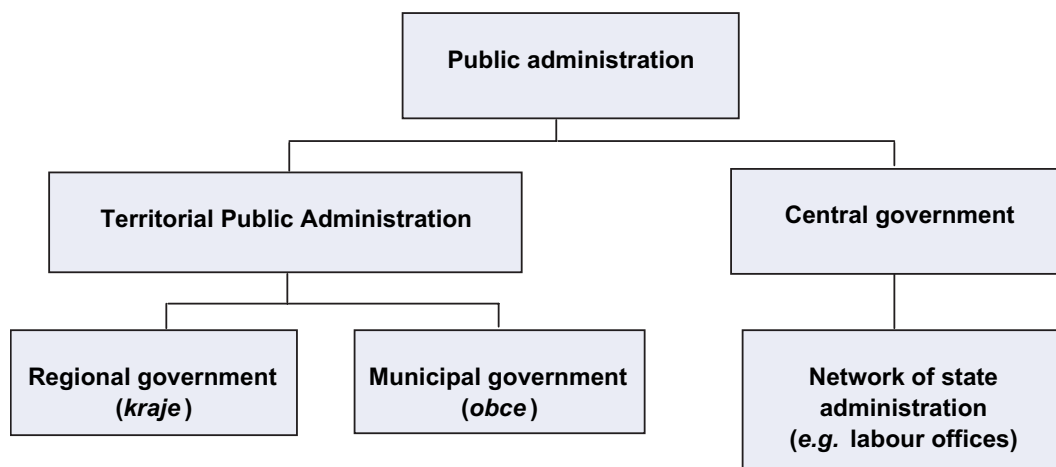 Public administration
Territorial Public Administration
Central government
Regional government
(kraje)
Municipal government
(obce)
Network of state
administration
(e.g. labour offices)